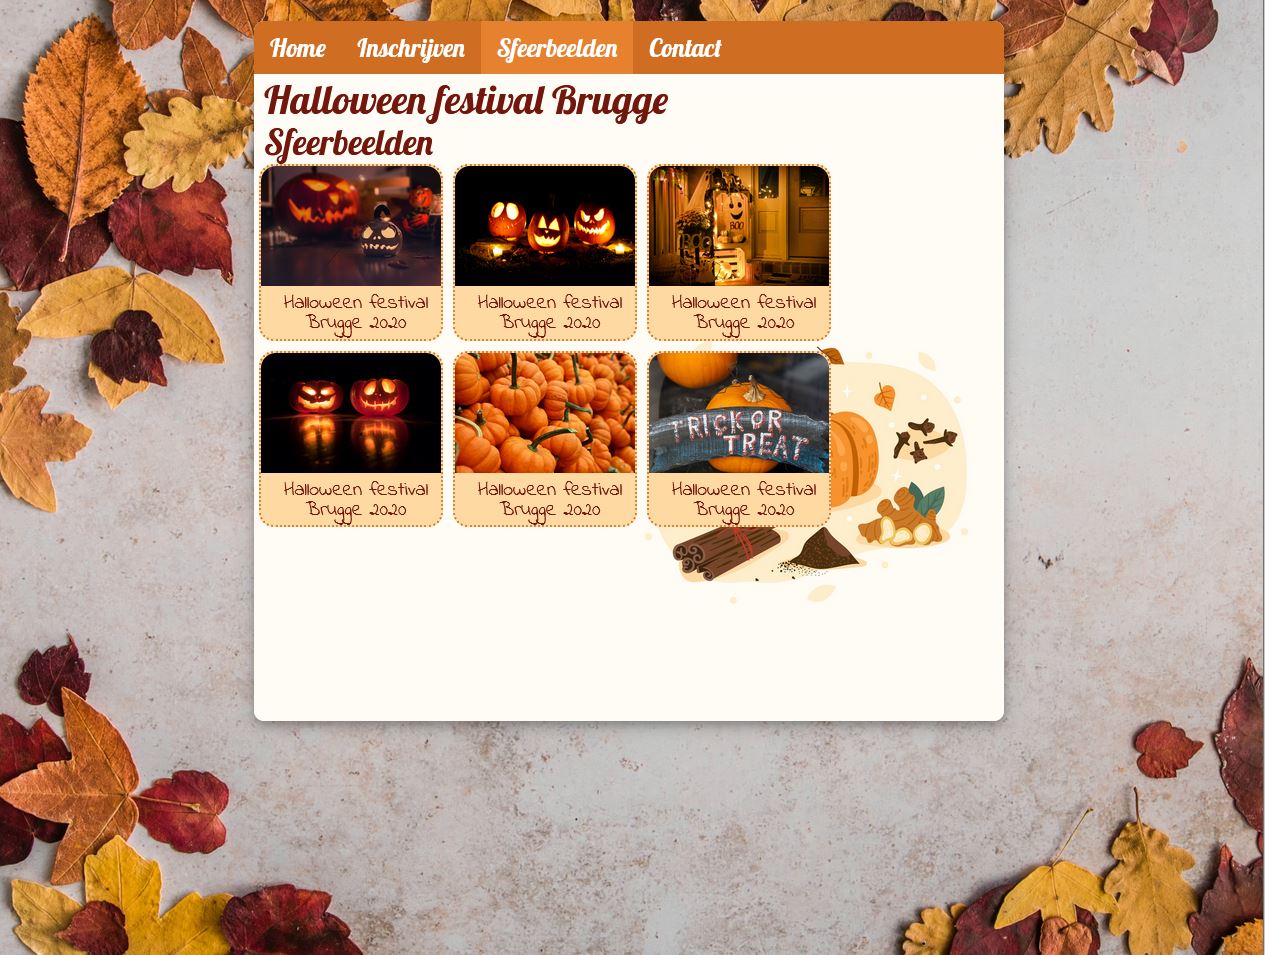 Home Inschrijven Sfeerbeelden Contact
Halloween festival Brugge
Sfeerbeelden
BOO
BOO
Halloween festival
Brugge 2020
Halloween festival
Brugge 2020
Halloween festival
Brugge 2020
TRICK OR
TREAT
Halloween festival
Brugge 2020
Halloween festival
Brugge 2020
Halloween festival
Brugge 2020